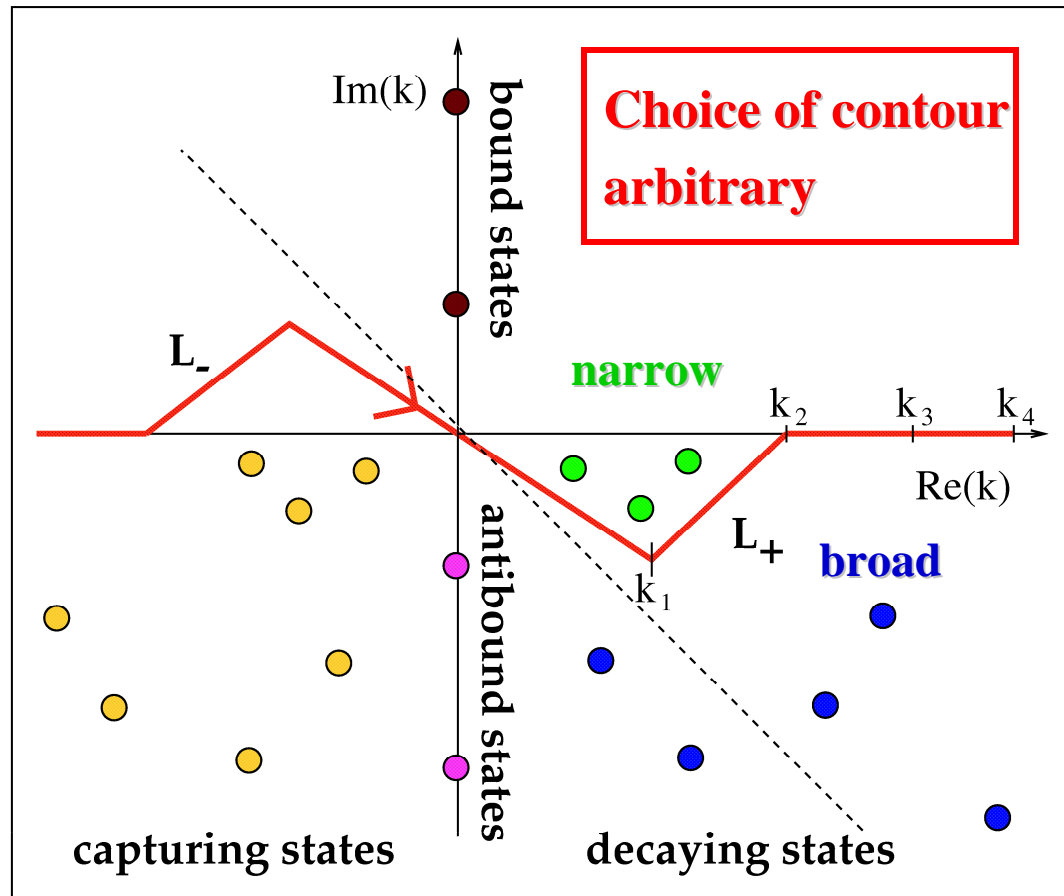 Im(k)
bound states
Choice of contour
arbitrary
L-
narrow
k2
k3
k4
Re(k)
antibound states
L+
broad
k1
capturing states
decaying states